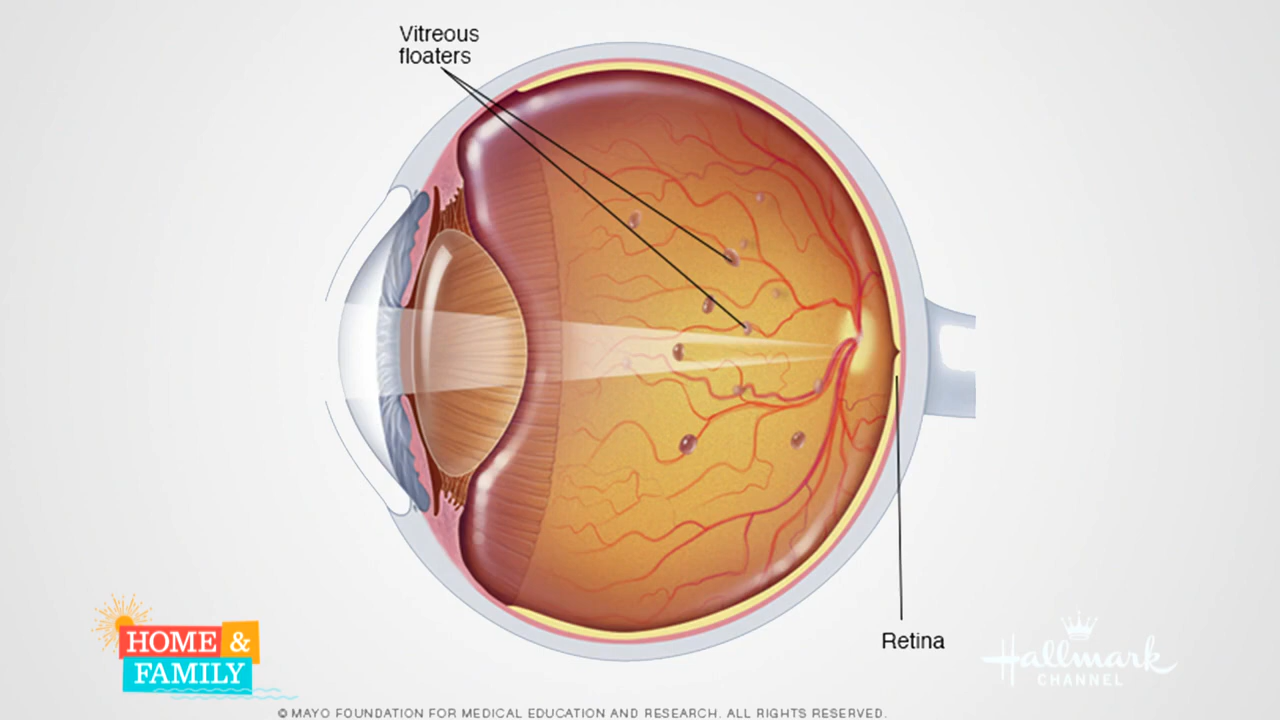 Vitreous
floaters
Retina
HOME &
FAMILY
Hallmark
CHANNEL
© MAYO FOUNDATION FOR MEDICAL EDUCATION AND RESEARCH. ALL RIGHTS RESERVED.